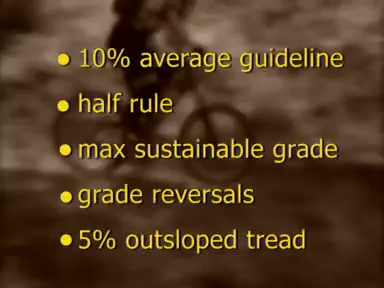 • 10% average guideline
• half rule
• max sustainable grade
• grade reversals
• 5% outsloped tread